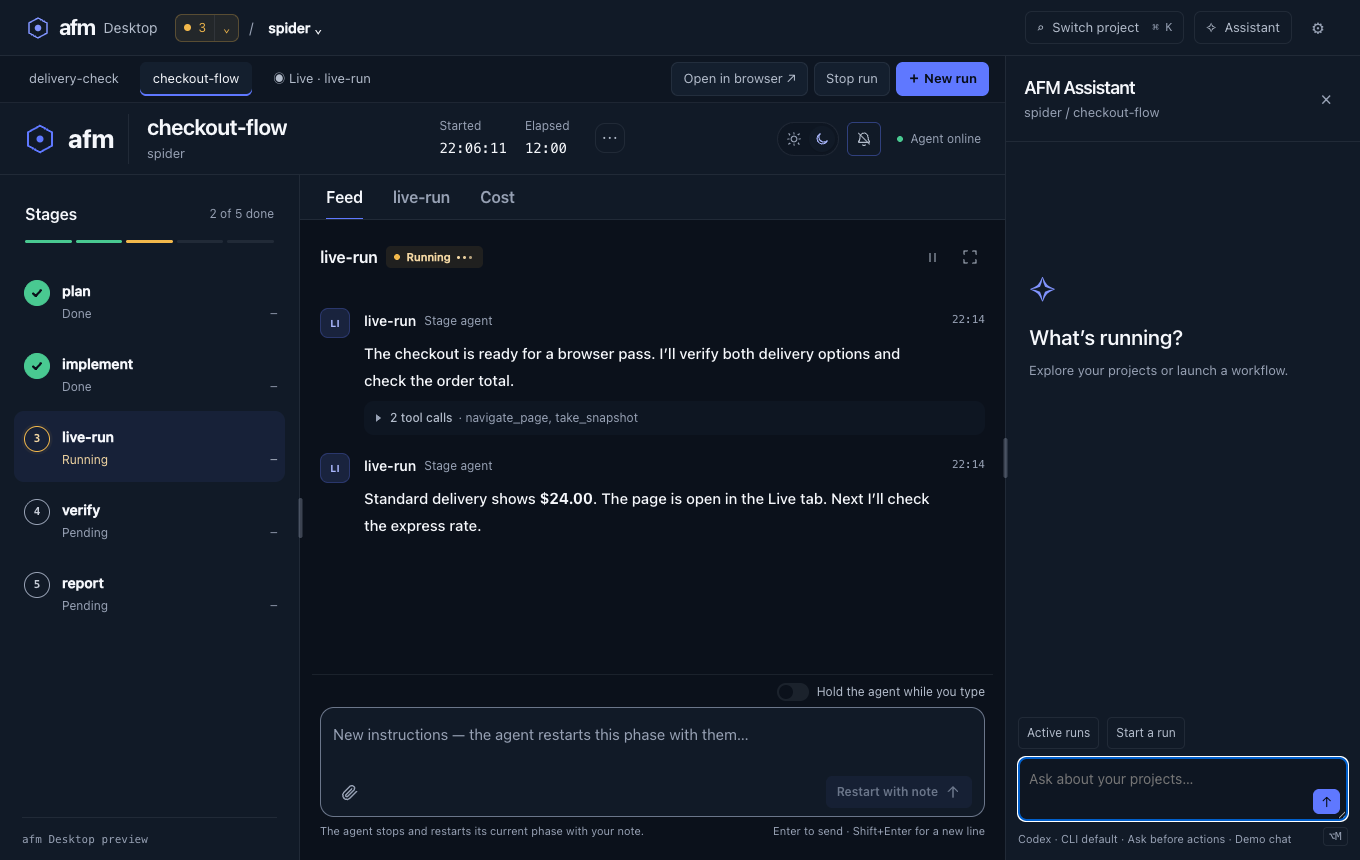 afm Desktop 3 / spider
Switch project ⌘ K
Assistant
delivery-check
checkout-flow
Live · live-run
Open in browser ↗
Stop run
+ New run
afm
checkout-flow
spider
Started
22:06:11
Elapsed
12:00
···
Agent online
Stages
2 of 5 done
plan
Done –
implement
Done –
3 live-run
Running –
4 verify
Pending –
5 report
Pending –
afm Desktop preview
Feed
live-run
Cost
live-run Running •••
LI live-run Stage agent 22:14
The checkout is ready for a browser pass. I’ll verify both delivery options and
check the order total.
2 tool calls · navigate_page, take_snapshot
LI live-run Stage agent 22:14
Standard delivery shows $24.00. The page is open in the Live tab. Next I’ll check
the express rate.
Hold the agent while you type
New instructions — the agent restarts this phase with them…
Restart with note ↑
The agent stops and restarts its current phase with your note.
Enter to send · Shift+Enter for a new line
AFM Assistant
spider / checkout-flow
What’s running?
Explore your projects or launch a workflow.
Active runs
Start a run
Ask about your projects…
Codex · CLI default · Ask before actions · Demo chat
⌥M